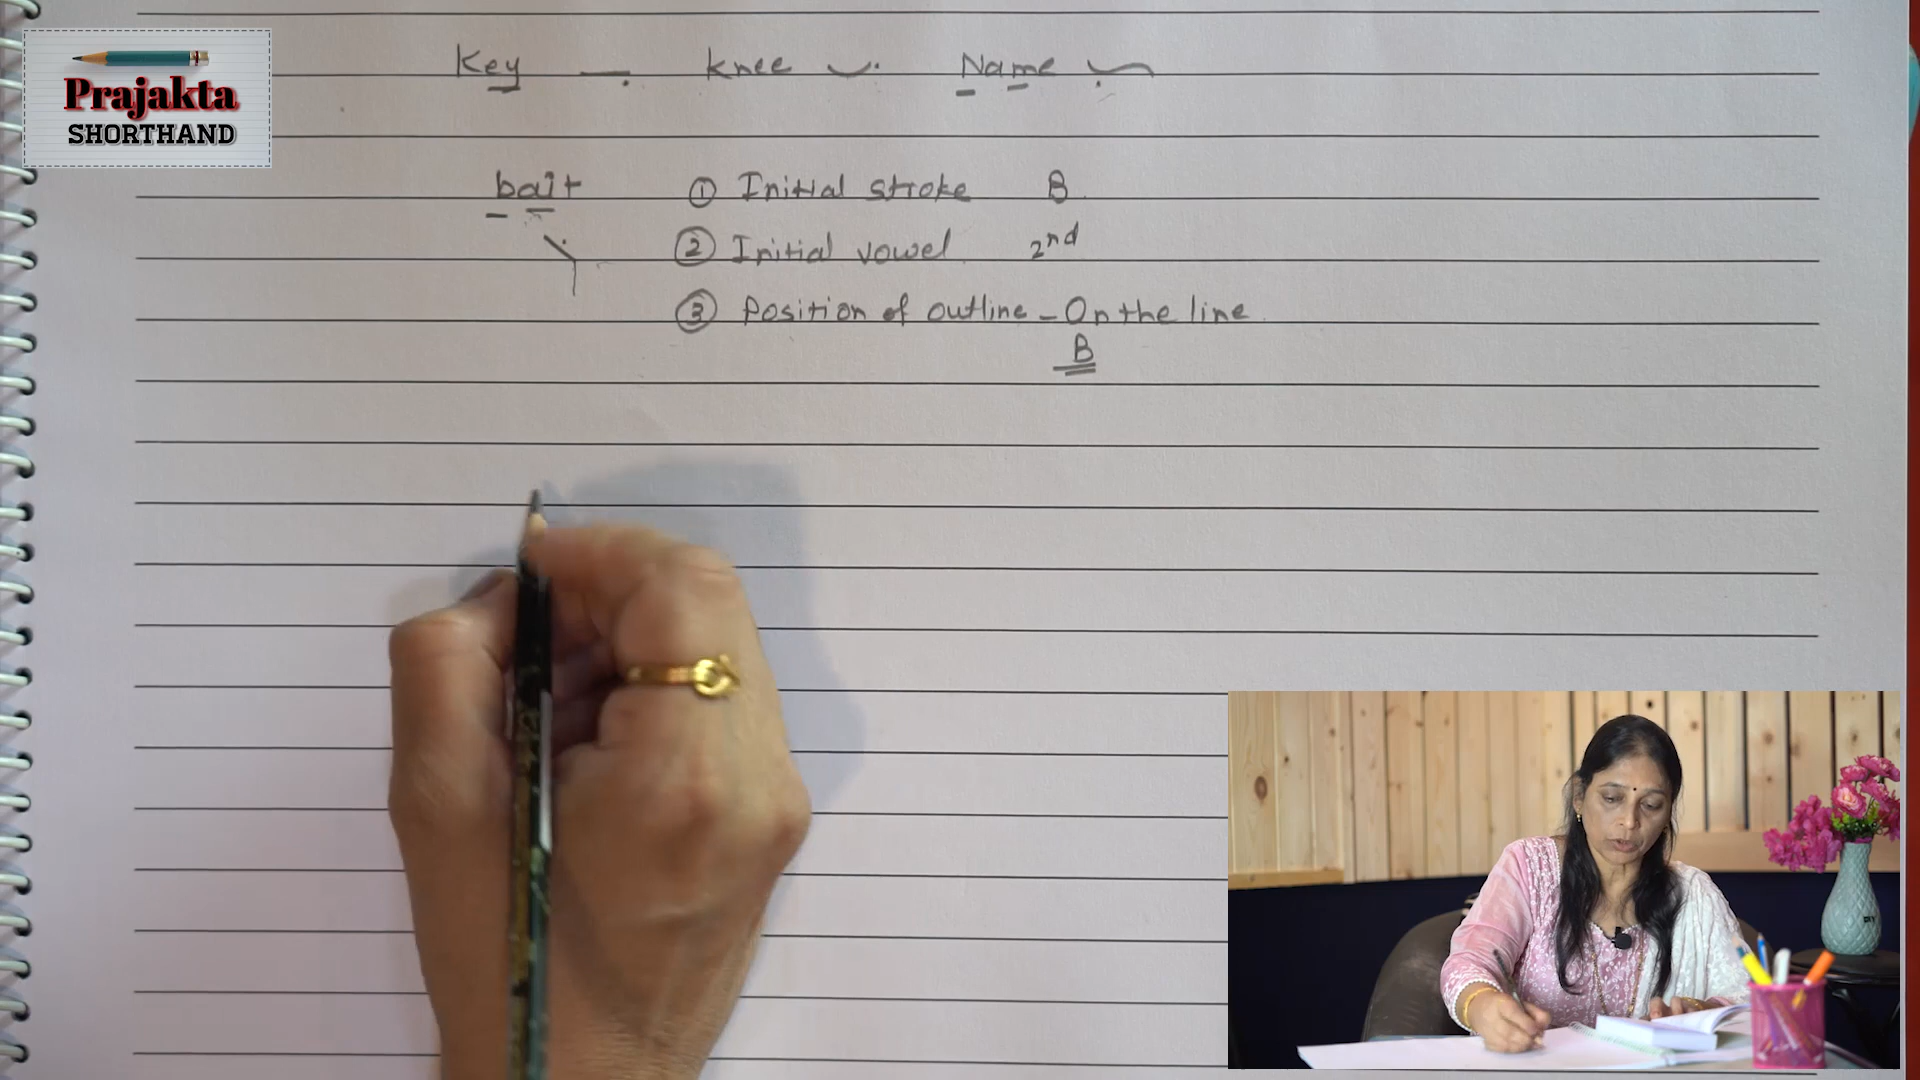 Prajakta
SHORTHAND
Key knee Name
bait ① Initial stroke B
② Initial vowel 2nd
③ Position of outline - On the line
B